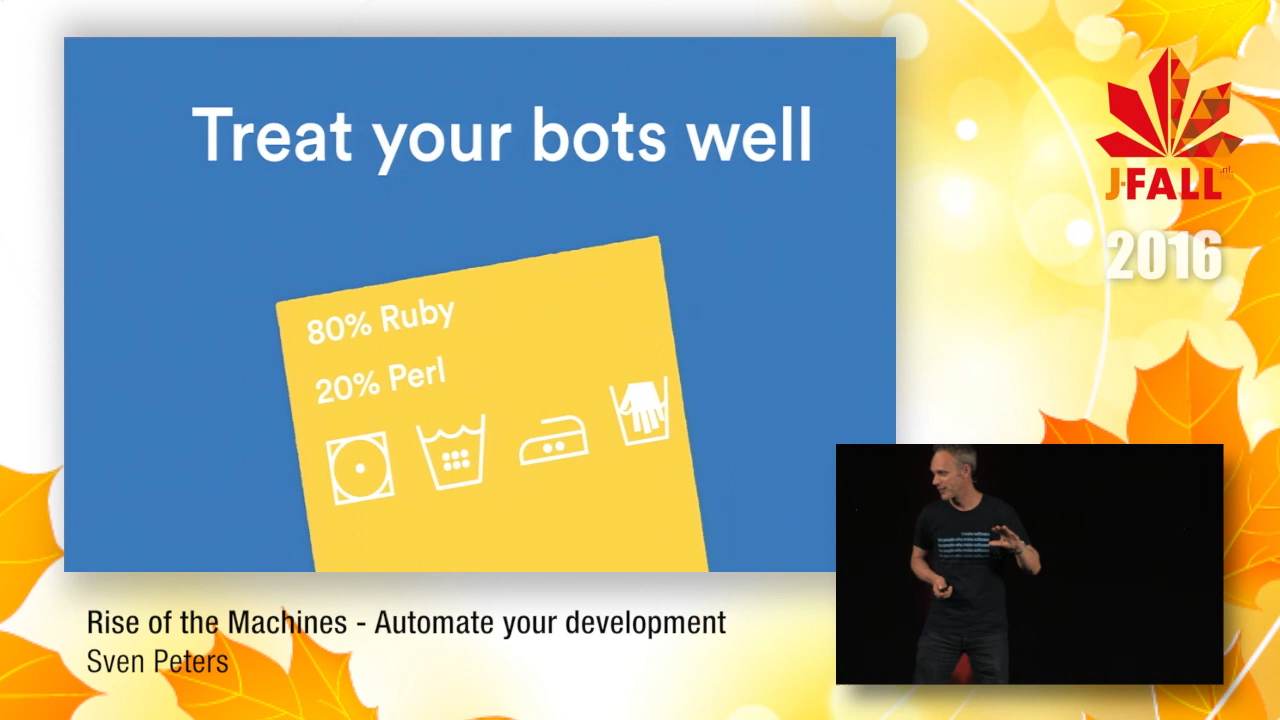 Treat your bots well
80% Ruby
20% Perl
J-FALL
.nl
2016
Rise of the Machines - Automate your development
Sven Peters